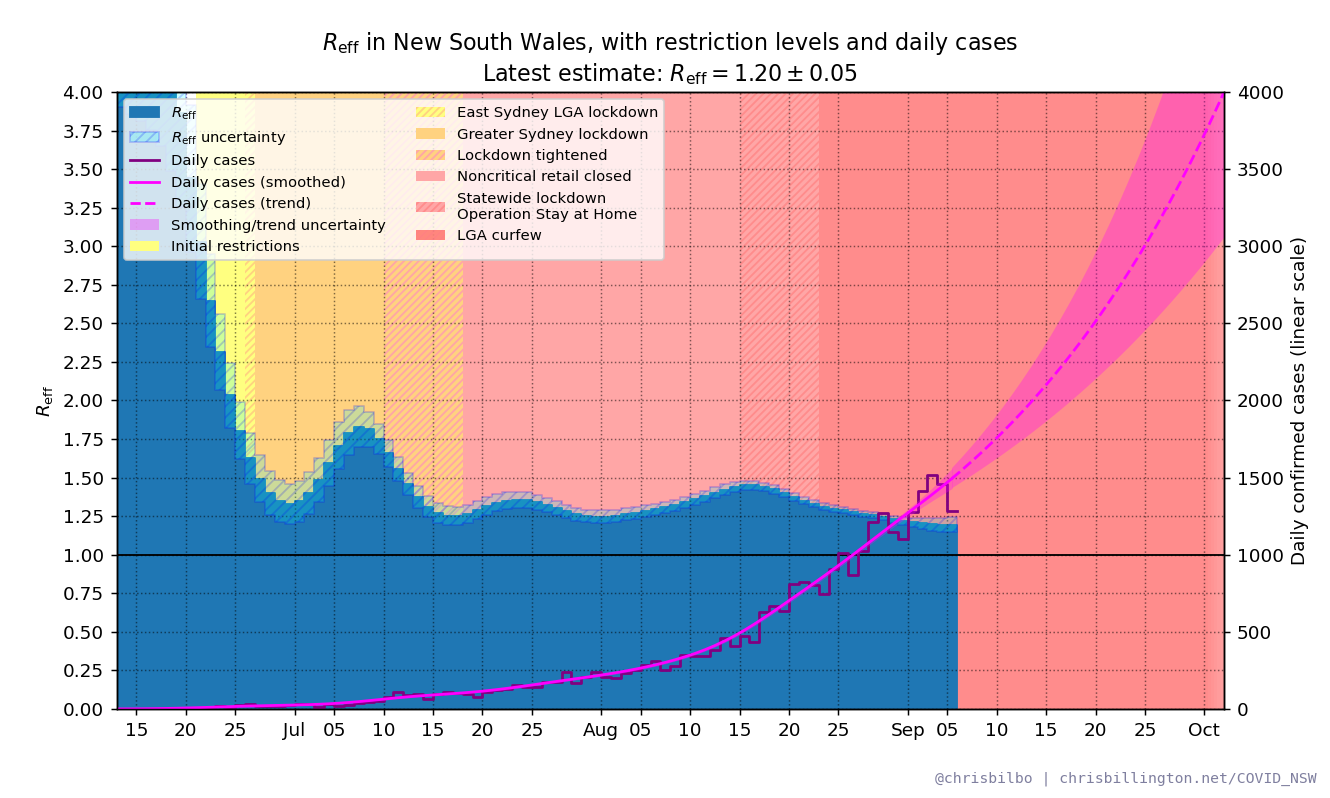 R_eff in New South Wales, with restriction levels and daily cases
Latest estimate: R_eff = 1.20 ± 0.05
4.00
3.75
3.50
3.25
3.00
2.75
2.50
2.25
2.00
1.75
1.50
1.25
1.00
0.75
0.50
0.25
0.00
R_eff
R_eff
R_eff uncertainty
Daily cases
Daily cases (smoothed)
Daily cases (trend)
Smoothing/trend uncertainty
Initial restrictions
East Sydney LGA lockdown
Greater Sydney lockdown
Lockdown tightened
Noncritical retail closed
Statewide lockdown
Operation Stay at Home
LGA curfew
4000
3500
3000
2500
2000
1500
1000
500
0
Daily confirmed cases (linear scale)
15 20 25 Jul 05 10 15 20 25 Aug 05 10 15 20 25 Sep 05 10 15 20 25 Oct
@chrisbilbo | chrisbillington.net/COVID_NSW